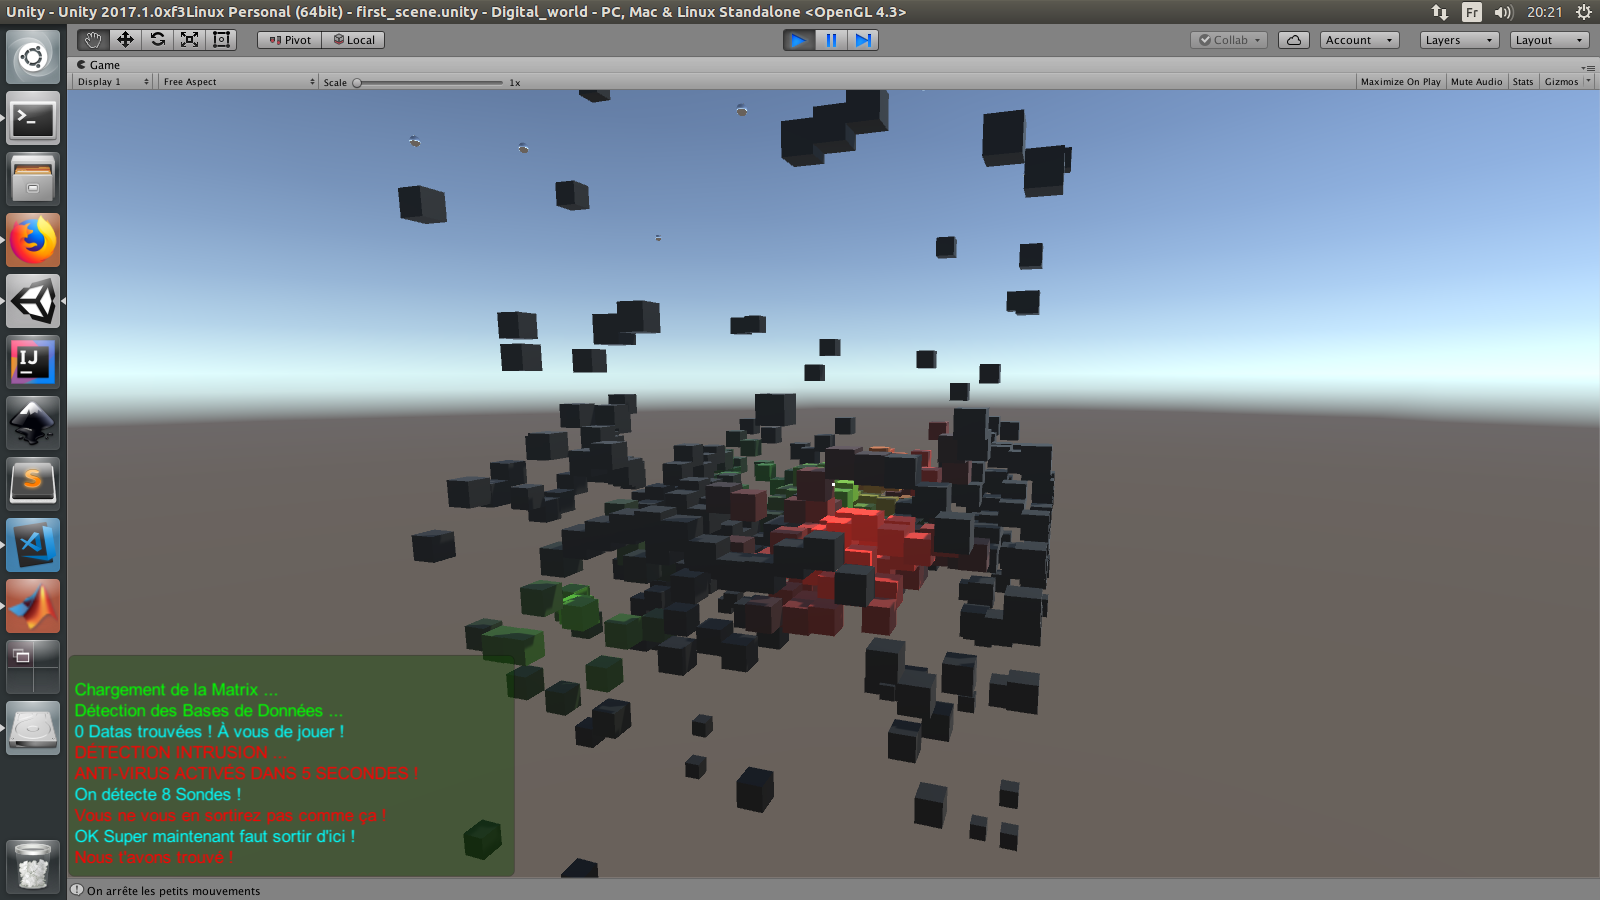 Unity - Unity 2017.1.0xf3Linux Personal (64bit) - first_scene.unity - Digital_world - PC, Mac & Linux Standalone <OpenGL 4.3>
Fr
20:21
Pivot
Local
Collab
Account
Layers
Layout
Game
Display 1
Free Aspect
Scale
1x
Maximize On Play
Mute Audio
Stats
Gizmos
>_
IJ
S
Chargement de la Matrix ...
Détection des Bases de Données ...
0 Datas trouvées ! À vous de jouer !
DÉTECTION INTRUSION ...
ANTI-VIRUS ACTIVÉS DANS 5 SECONDES !
On détecte 8 Sondes !
Vous ne vous en sortirez pas comme ça !
OK Super maintenant faut sortir d'ici !
Nous t'avons trouvé !
On arrête les petits mouvements